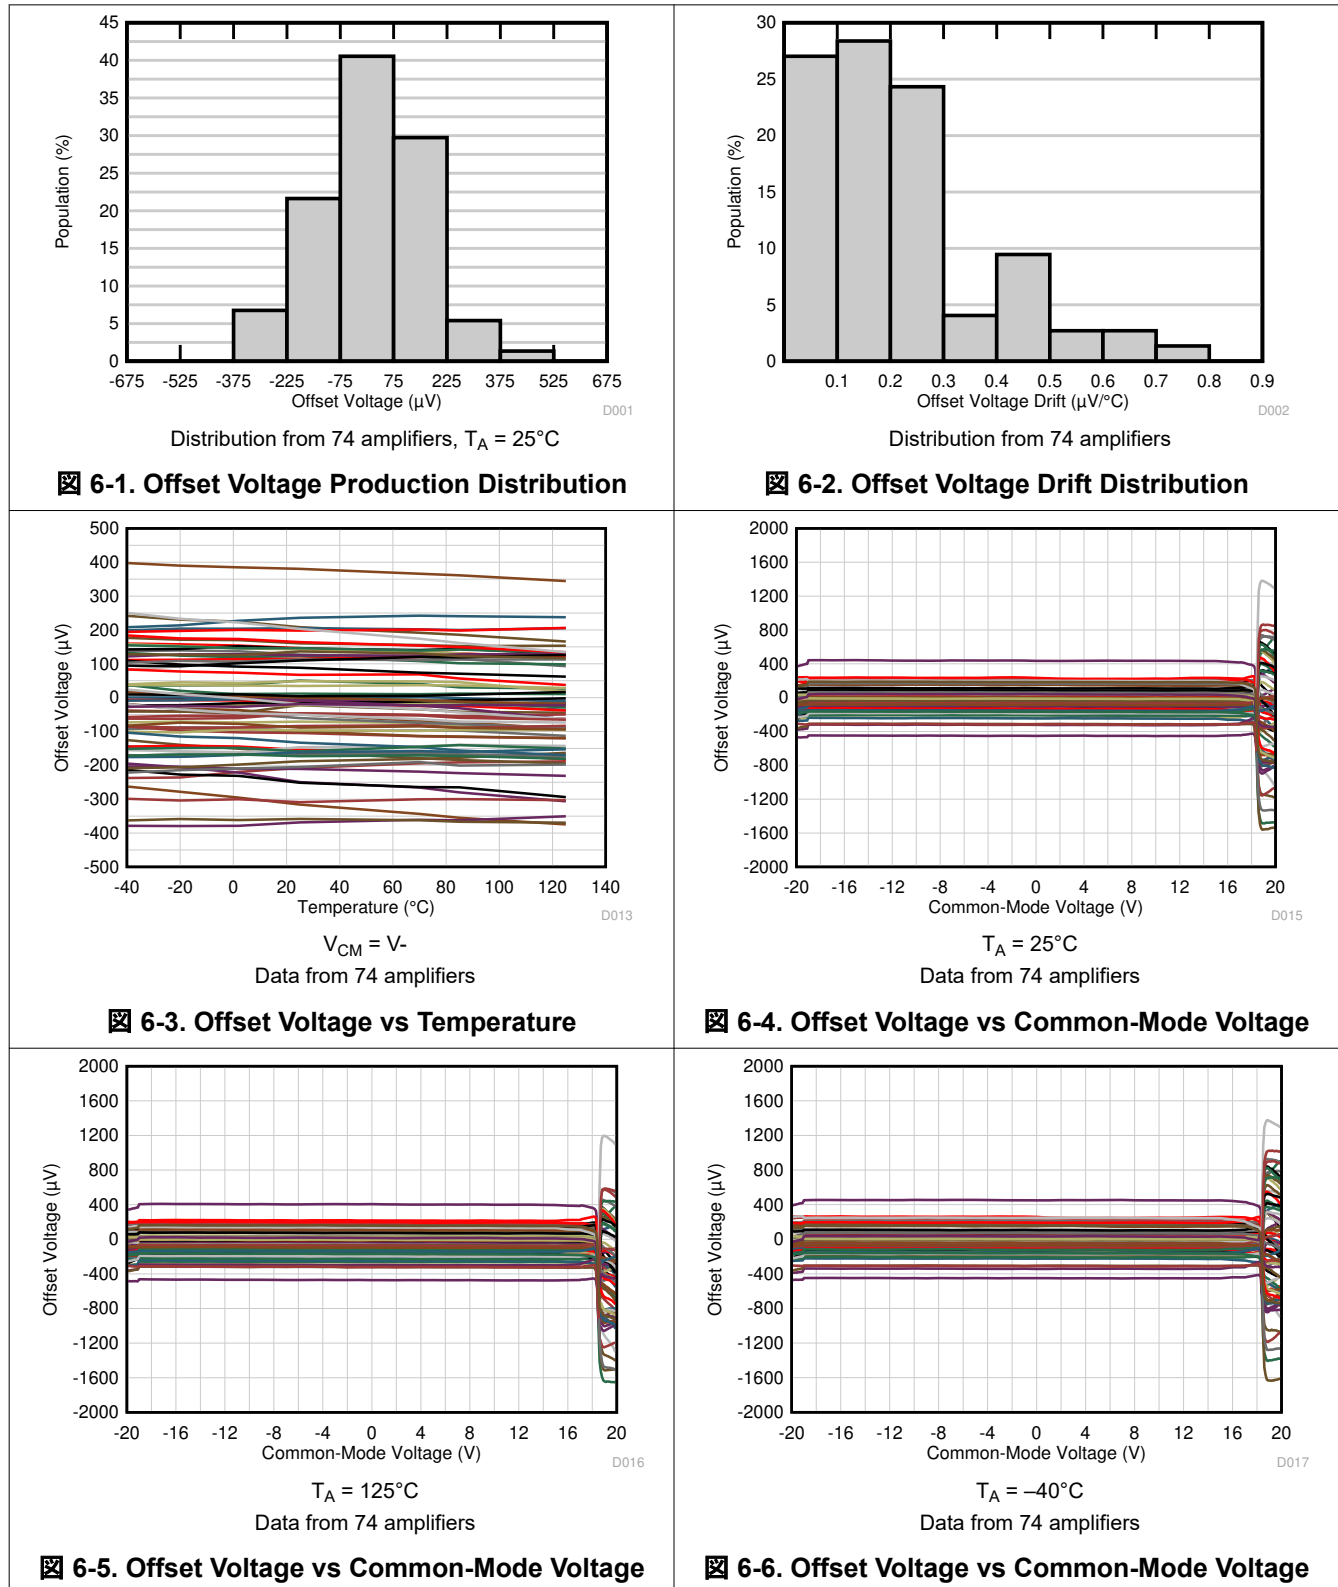 45
40
35
30
25
20
15
10
5
0
Population (%)
-675 -525 -375 -225 -75 75 225 375 525 675
Offset Voltage (µV)
D001
Distribution from 74 amplifiers, T_A = 25°C
図 6-1. Offset Voltage Production Distribution
30
25
20
15
10
5
0
Population (%)
0.1 0.2 0.3 0.4 0.5 0.6 0.7 0.8 0.9
Offset Voltage Drift (µV/°C)
D002
Distribution from 74 amplifiers
図 6-2. Offset Voltage Drift Distribution
500
400
300
200
100
0
-100
-200
-300
-400
-500
Offset Voltage (µV)
-40 -20 0 20 40 60 80 100 120 140
Temperature (°C)
D013
V_CM = V-
Data from 74 amplifiers
図 6-3. Offset Voltage vs Temperature
2000
1600
1200
800
400
0
-400
-800
-1200
-1600
-2000
Offset Voltage (µV)
-20 -16 -12 -8 -4 0 4 8 12 16 20
Common-Mode Voltage (V)
D015
T_A = 25°C
Data from 74 amplifiers
図 6-4. Offset Voltage vs Common-Mode Voltage
2000
1600
1200
800
400
0
-400
-800
-1200
-1600
-2000
Offset Voltage (µV)
-20 -16 -12 -8 -4 0 4 8 12 16 20
Common-Mode Voltage (V)
D016
T_A = 125°C
Data from 74 amplifiers
図 6-5. Offset Voltage vs Common-Mode Voltage
2000
1600
1200
800
400
0
-400
-800
-1200
-1600
-2000
Offset Voltage (µV)
-20 -16 -12 -8 -4 0 4 8 12 16 20
Common-Mode Voltage (V)
D017
T_A = –40°C
Data from 74 amplifiers
図 6-6. Offset Voltage vs Common-Mode Voltage